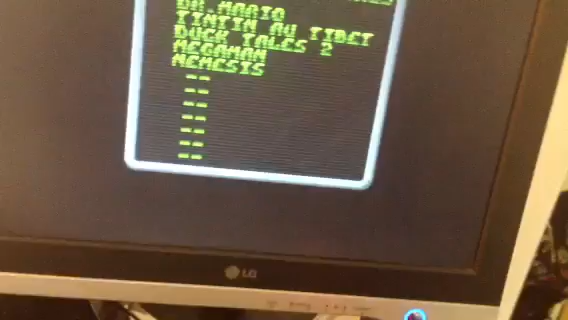 DR.MARIO
TINTIN AU TIBET
DUCK TALES 2
MEGAMAN
NEMESIS
--
--
--
--
--
--
--
LG